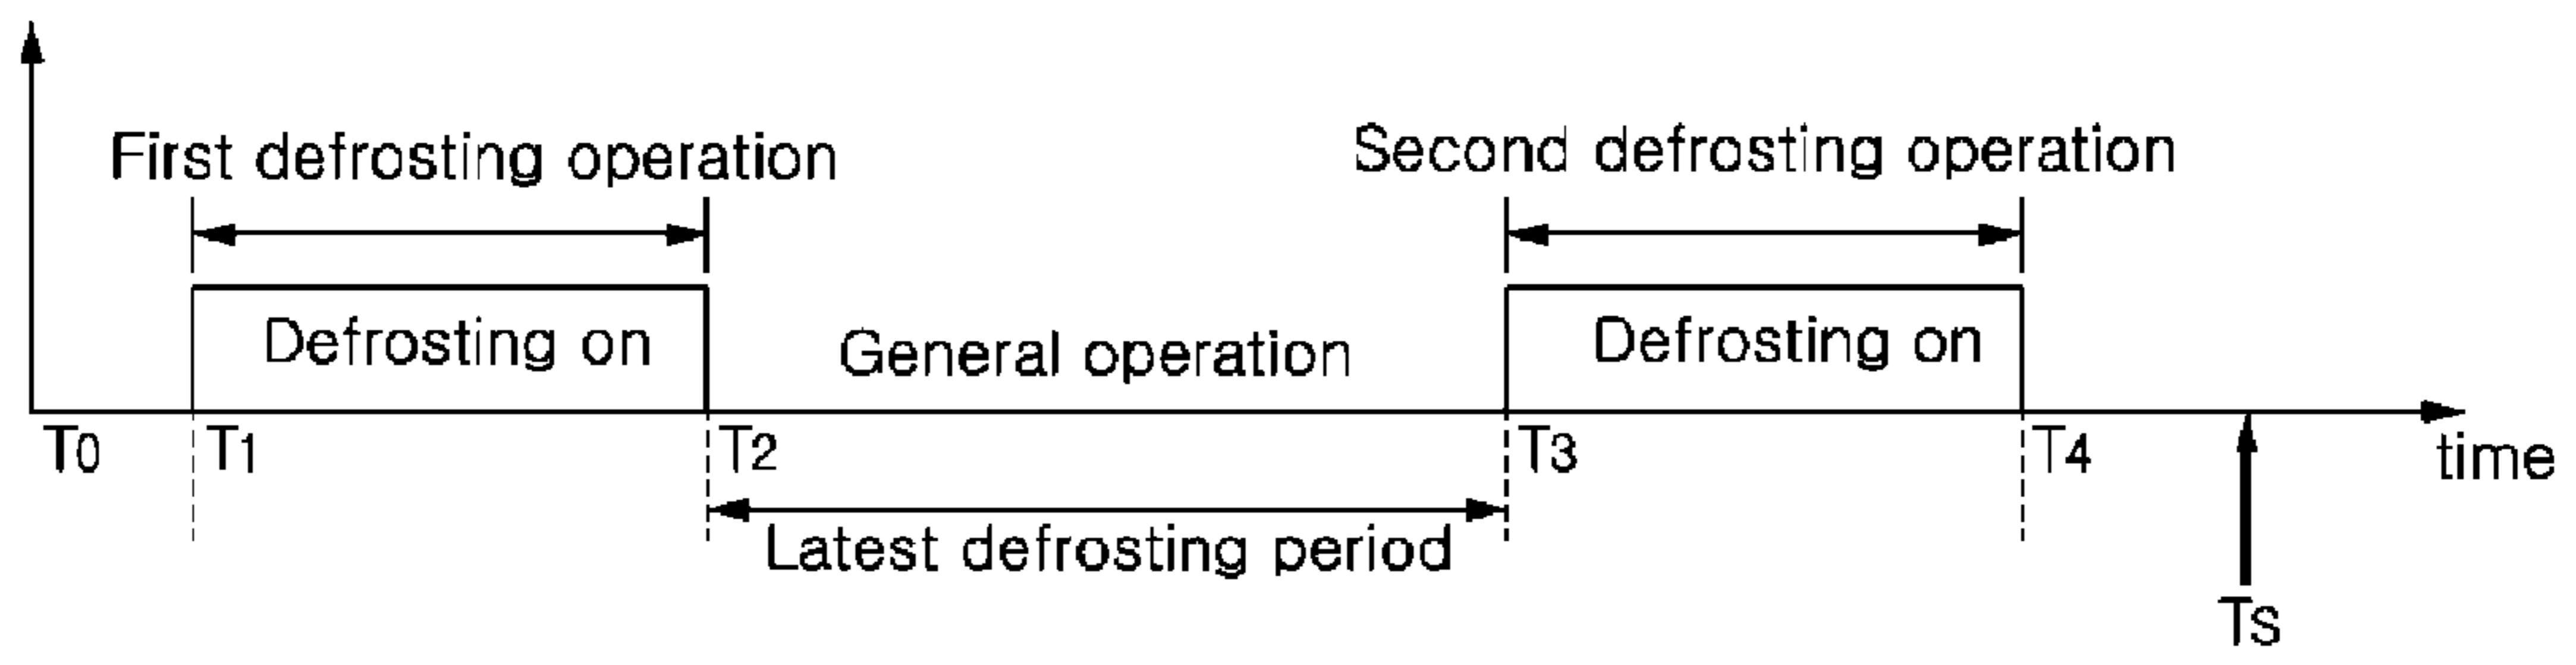 First defrosting operation
Second defrosting operation
Defrosting on
General operation
Defrosting on
T0
T1
T2
T3
T4
time
Latest defrosting period
TS